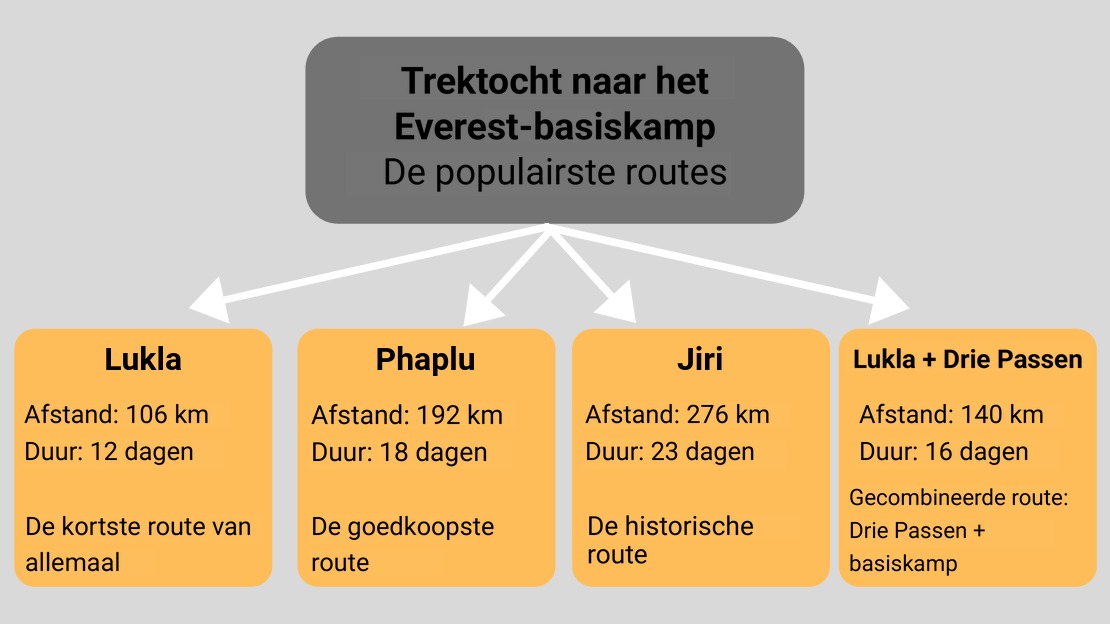 Trektocht naar het
Everest-basiskamp
De populairste routes
Lukla
Afstand: 106 km
Duur: 12 dagen
De kortste route van
allemaal
Phaplu
Afstand: 192 km
Duur: 18 dagen
De goedkoopste
route
Jiri
Afstand: 276 km
Duur: 23 dagen
De historische
route
Lukla + Drie Passen
Afstand: 140 km
Duur: 16 dagen
Gecombineerde route:
Drie Passen +
basiskamp